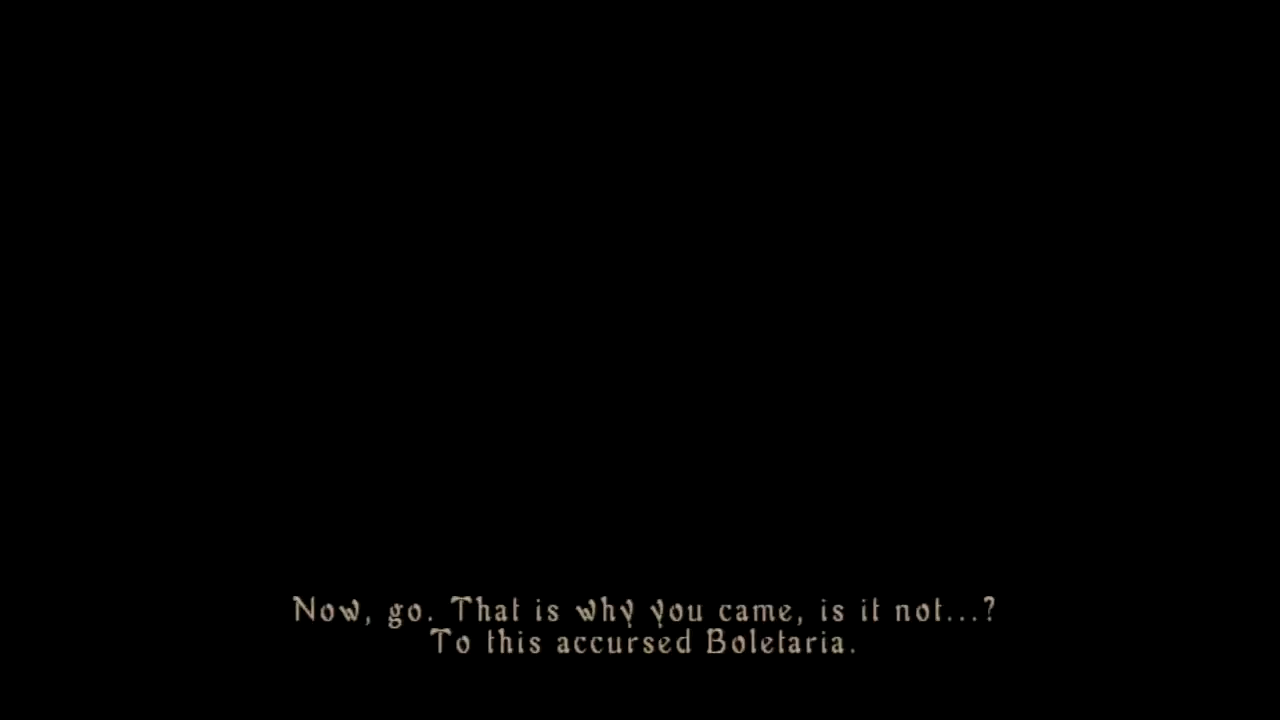 Now, go. That is why you came, is it not...?
To this accursed Boletaria.